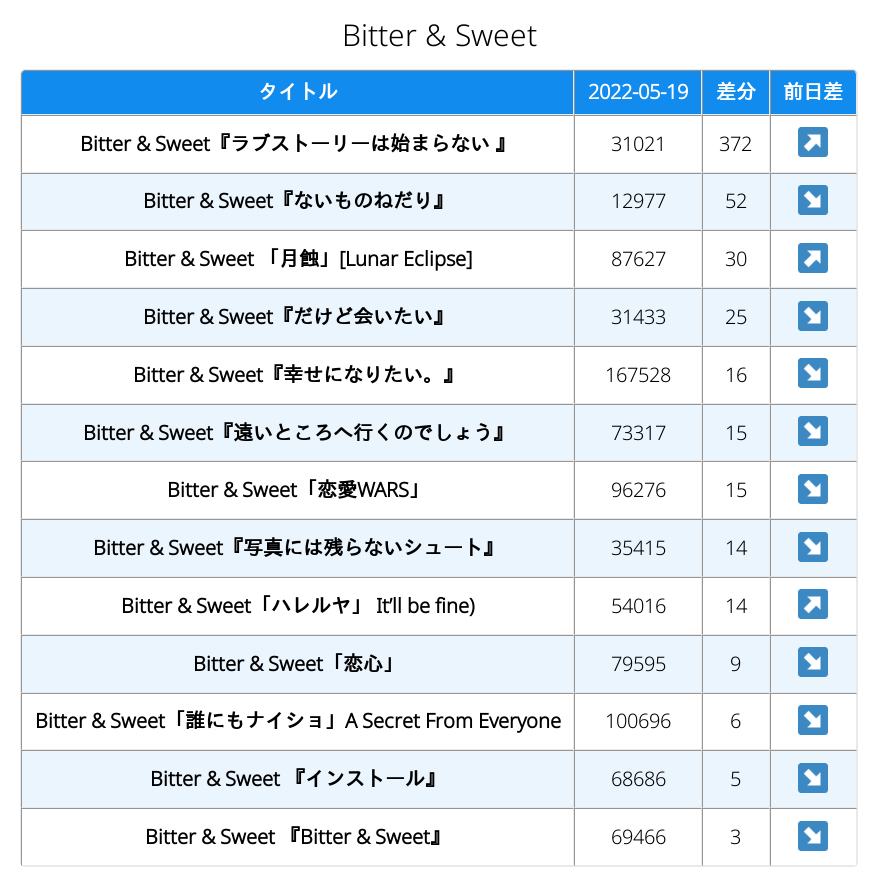 Bitter & Sweet
タイトル 2022-05-19 差分 前日差
Bitter & Sweet『ラブストーリーは始まらない 』 31021 372 ↗
Bitter & Sweet『ないものねだり』 12977 52 ↘
Bitter & Sweet 「月蝕」[Lunar Eclipse] 87627 30 ↗
Bitter & Sweet『だけど会いたい』 31433 25 ↘
Bitter & Sweet『幸せになりたい。』 167528 16 ↘
Bitter & Sweet『遠いところへ行くのでしょう』 73317 15 ↘
Bitter & Sweet「恋愛WARS」 96276 15 ↘
Bitter & Sweet『写真には残らないシュート』 35415 14 ↘
Bitter & Sweet「ハレルヤ」 It’ll be fine) 54016 14 ↗
Bitter & Sweet「恋心」 79595 9 ↘
Bitter & Sweet「誰にもナイショ」A Secret From Everyone 100696 6 ↘
Bitter & Sweet 『インストール』 68686 5 ↘
Bitter & Sweet 『Bitter & Sweet』 69466 3 ↘